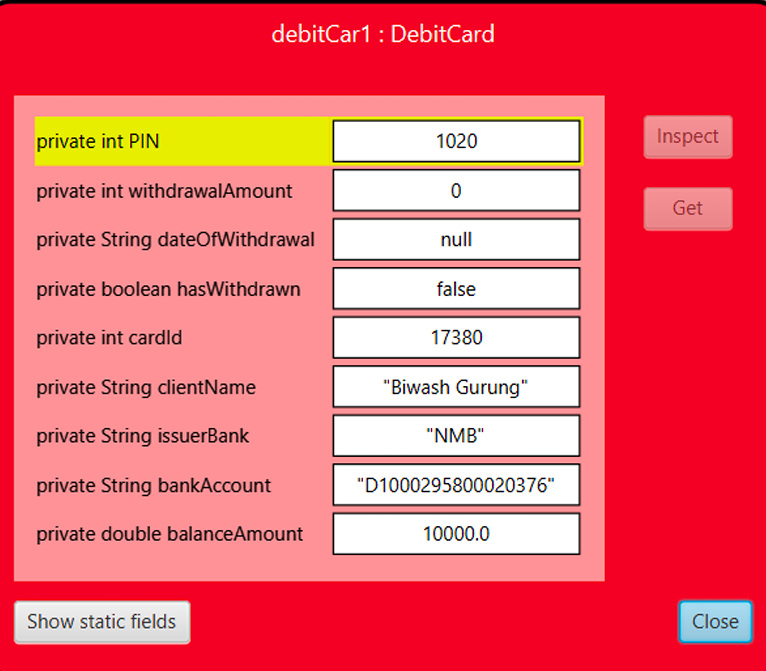 debitCar1 : DebitCard
private int PIN 1020
Inspect
private int withdrawalAmount 0
Get
private String dateOfWithdrawal null
private boolean hasWithdrawn false
private int cardId 17380
private String clientName "Biwash Gurung"
private String issuerBank "NMB"
private String bankAccount "D1000295800020376"
private double balanceAmount 10000.0
Show static fields
Close